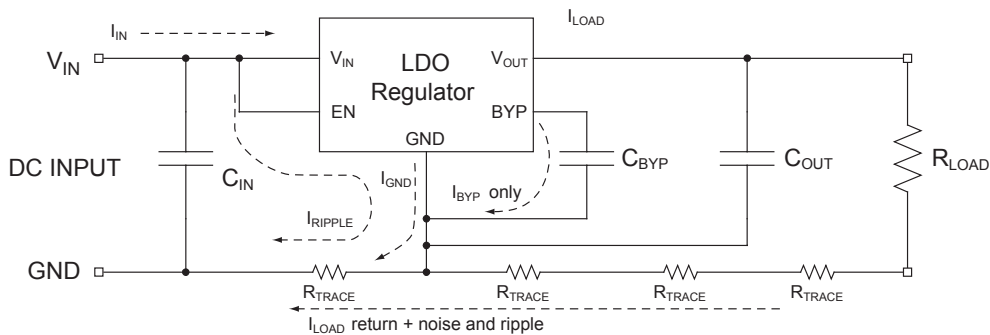 I_IN
I_LOAD
V_IN
V_IN
LDO
Regulator
V_OUT
EN
BYP
GND
DC INPUT
C_IN
I_GND
I_BYP only
C_BYP
C_OUT
R_LOAD
I_RIPPLE
GND
R_TRACE
R_TRACE
R_TRACE
R_TRACE
I_LOAD return + noise and ripple